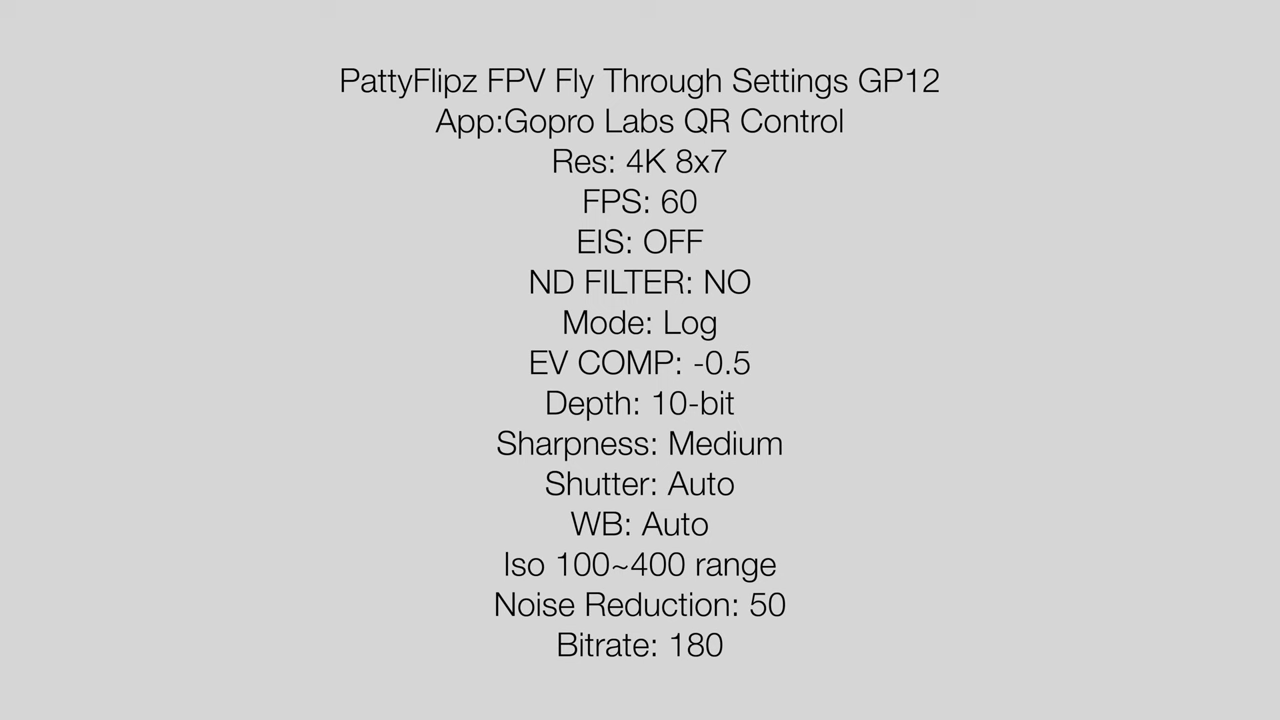 PattyFlipz FPV Fly Through Settings GP12
App:Gopro Labs QR Control
Res: 4K 8x7
FPS: 60
EIS: OFF
ND FILTER: NO
Mode: Log
EV COMP: -0.5
Depth: 10-bit
Sharpness: Medium
Shutter: Auto
WB: Auto
Iso 100~400 range
Noise Reduction: 50
Bitrate: 180